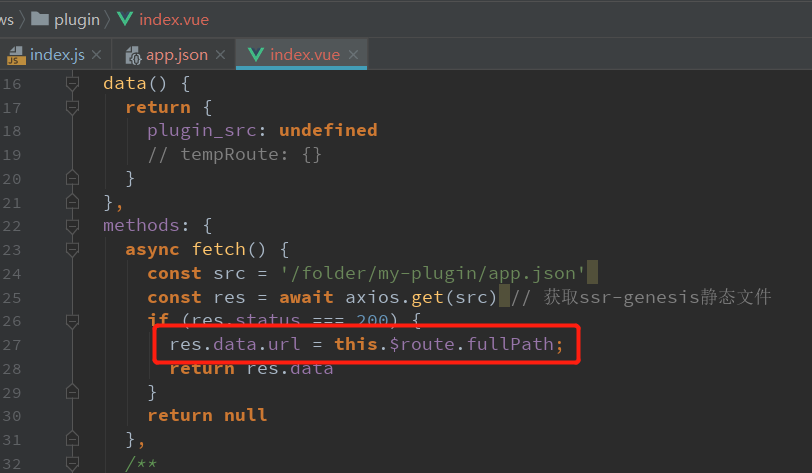 ws > plugin > index.vue
index.js × app.json × index.vue ×
16 data() {
17 return {
18 plugin_src: undefined
19 // tempRoute: {}
20 }
21 },
22 methods: {
23 async fetch() {
24 const src = '/folder/my-plugin/app.json'
25 const res = await axios.get(src) // 获取ssr-genesis静态文件
26 if (res.status === 200) {
27 res.data.url = this.$route.fullPath;
28 return res.data
29 }
30 return null
31 },
32 /**